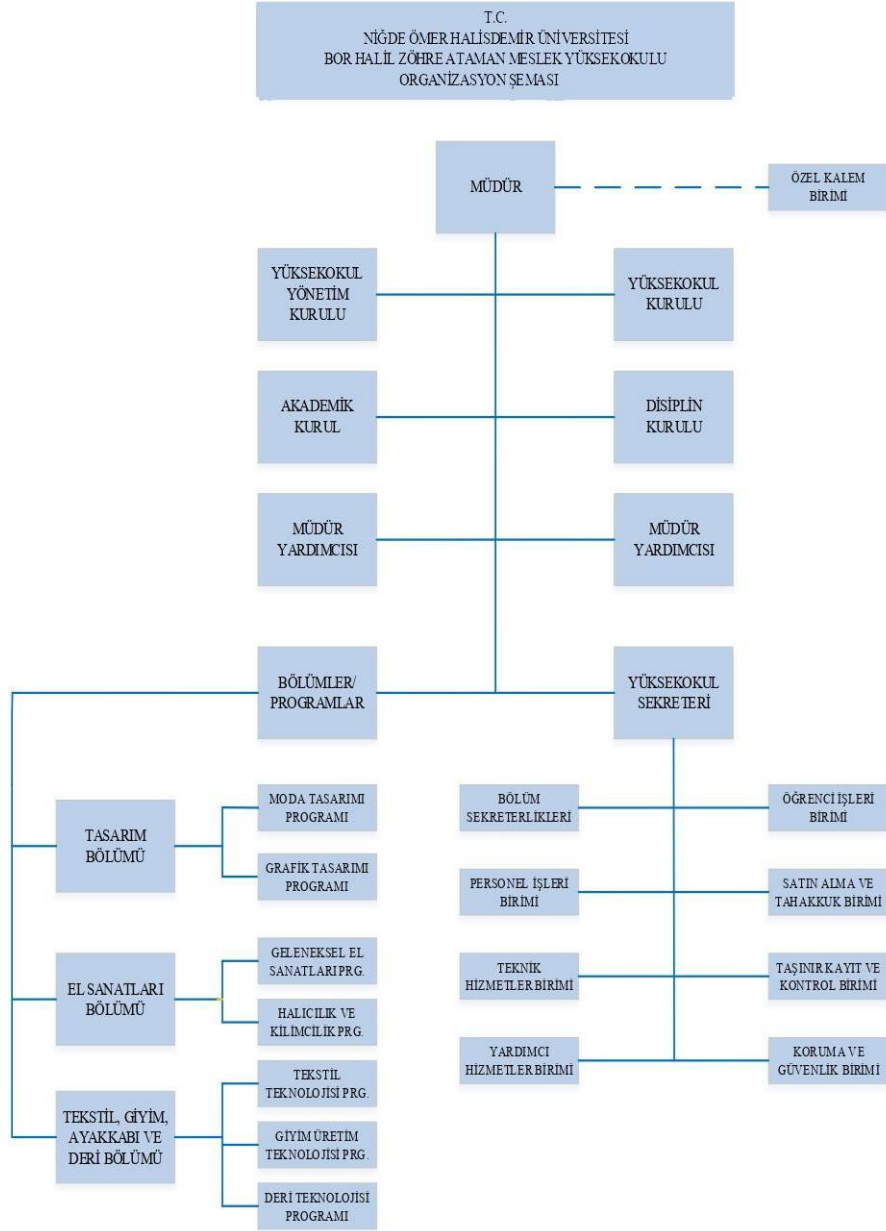 T.C.
NİĞDE ÖMER HALİSDEMİR ÜNİVERSİTESİ
BOR HALİL ZÖHRE ATAMAN MESLEK YÜKSEKOKULU
ORGANİZASYON ŞEMASI
MÜDÜR
ÖZEL KALEM
BİRİMİ
YÜKSEKOKUL
YÖNETİM
KURULU
YÜKSEKOKUL
KURULU
AKADEMİK
KURUL
DİSİPLİN
KURULU
MÜDÜR
YARDIMCISI
MÜDÜR
YARDIMCISI
BÖLÜMLER/
PROGRAMLAR
YÜKSEKOKUL
SEKRETERİ
TASARIM
BÖLÜMÜ
MODA TASARIMI
PROGRAMI
GRAFİK TASARIMI
PROGRAMI
EL SANATLARI
BÖLÜMÜ
GELENEKSEL EL
SANATLARI PRG.
HALICILIK VE
KİLİMCİLİK PRG.
TEKSTİL, GİYİM,
AYAKKABI VE
DERİ BÖLÜMÜ
TEKSTİL
TEKNOLOJİSİ PRG.
GİYİM ÜRETİM
TEKNOLOJİSİ PRG.
DERİ TEKNOLOJİSİ
PROGRAMI
BÖLÜM
SEKRETERLİKLERİ
ÖĞRENCİ İŞLERİ
BİRİMİ
PERSONEL İŞLERİ
BİRİMİ
SATIN ALMA VE
TAHAKKUK BİRİMİ
TEKNİK
HİZMETLER BİRİMİ
TAŞINIR KAYIT VE
KONTROL BİRİMİ
YARDIMCI
HİZMETLER BİRİMİ
KORUMA VE
GÜVENLİK BİRİMİ